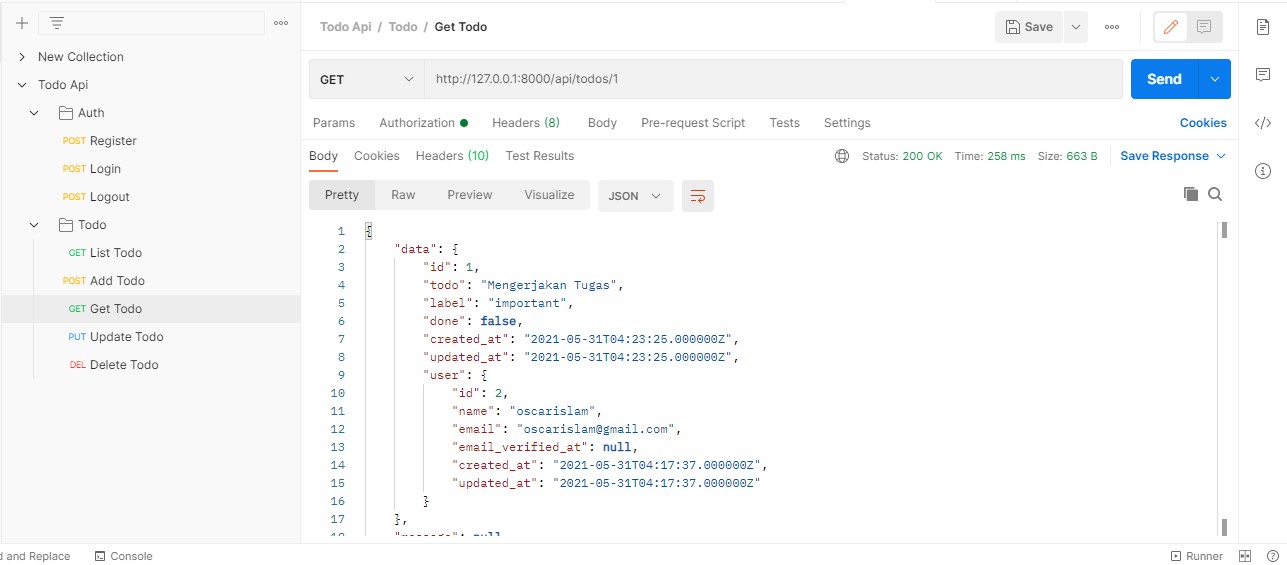 New Collection
Todo Api
Auth
POST Register
POST Login
POST Logout
Todo
GET List Todo
POST Add Todo
GET Get Todo
PUT Update Todo
DEL Delete Todo
Todo Api / Todo / Get Todo
Save
GET http://127.0.0.1:8000/api/todos/1 Send
Params Authorization Headers (8) Body Pre-request Script Tests Settings Cookies
Body Cookies Headers (10) Test Results Status: 200 OK Time: 258 ms Size: 663 B Save Response
Pretty Raw Preview Visualize JSON
1 {
2 "data": {
3 "id": 1,
4 "todo": "Mengerjakan Tugas",
5 "label": "important",
6 "done": false,
7 "created_at": "2021-05-31T04:23:25.000000Z",
8 "updated_at": "2021-05-31T04:23:25.000000Z",
9 "user": {
10 "id": 2,
11 "name": "oscarislam",
12 "email": "oscarislam@gmail.com",
13 "email_verified_at": null,
14 "created_at": "2021-05-31T04:17:37.000000Z",
15 "updated_at": "2021-05-31T04:17:37.000000Z"
16 }
17 },
18 "message": null
d and Replace Console Runner